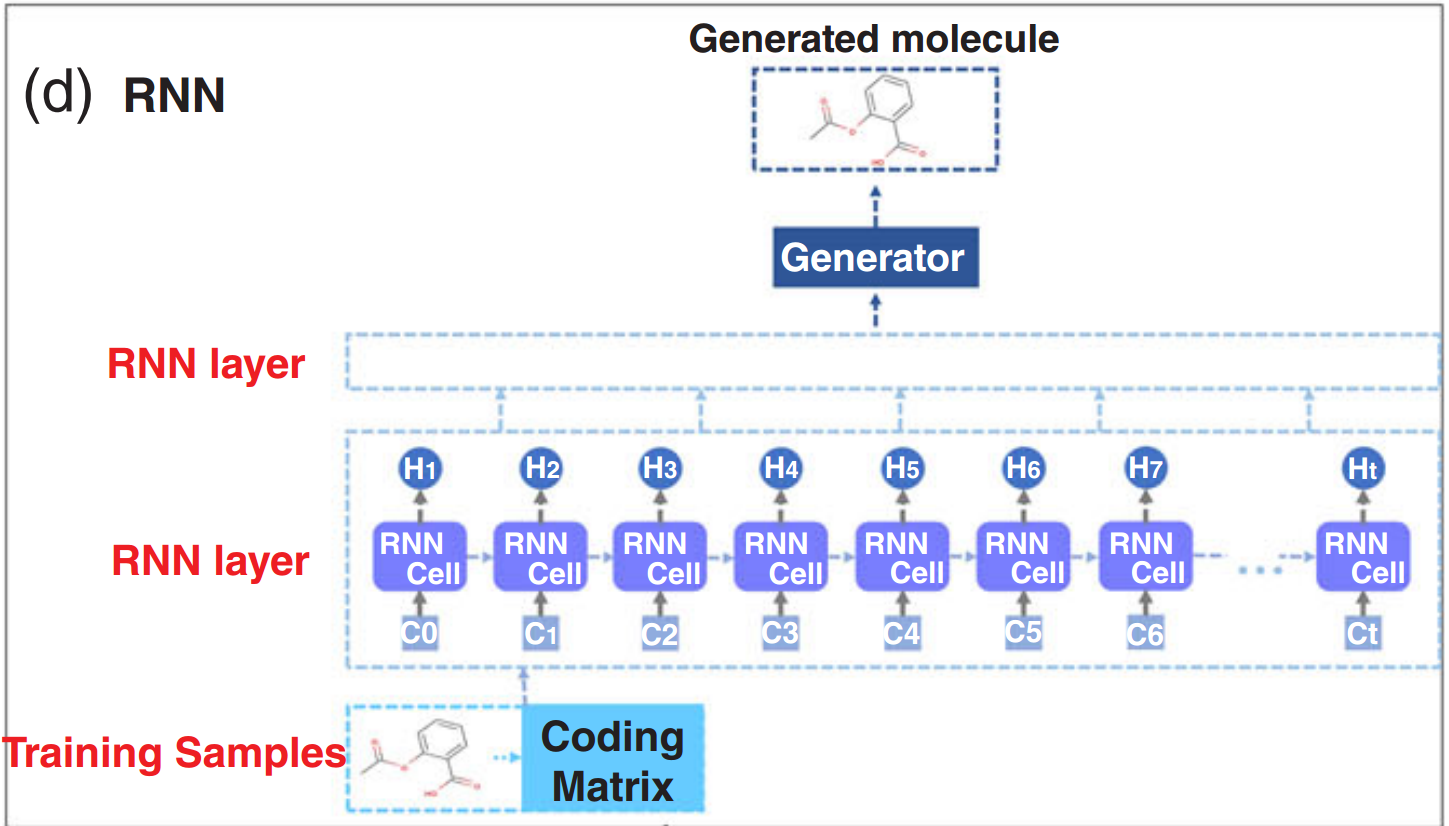 Generated molecule
(d) RNN
Generator
RNN layer
H1 H2 H3 H4 H5 H6 H7 Ht
RNN Cell RNN Cell RNN Cell RNN Cell RNN Cell RNN Cell RNN Cell ... RNN Cell
RNN layer
C0 C1 C2 C3 C4 C5 C6 Ct
Training Samples
Coding
Matrix